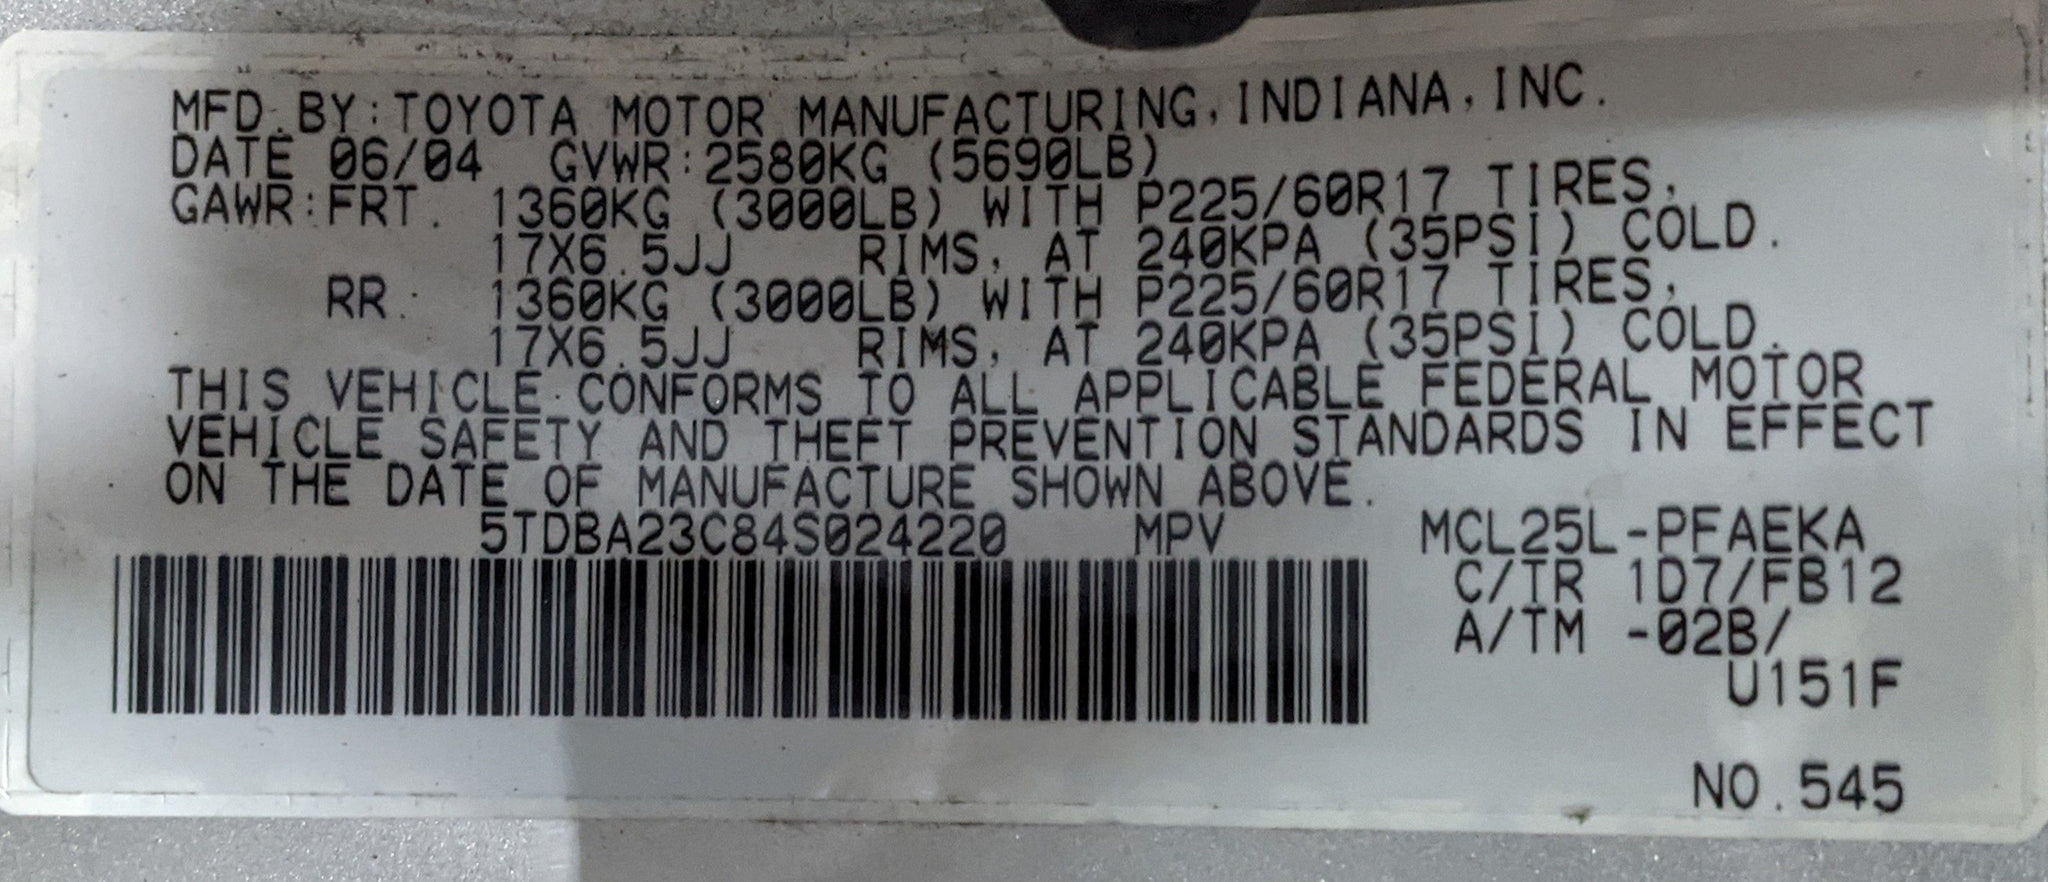 MFD. BY: TOYOTA MOTOR MANUFACTURING, INDIANA, INC.
DATE 06/04 GVWR: 2580KG (5690LB)
GAWR: FRT. 1360KG (3000LB) WITH P225/60R17 TIRES,
17X6.5JJ RIMS, AT 240KPA (35PSI) COLD.
RR. 1360KG (3000LB) WITH P225/60R17 TIRES,
17X6.5JJ RIMS, AT 240KPA (35PSI) COLD.
THIS VEHICLE CONFORMS TO ALL APPLICABLE FEDERAL MOTOR
VEHICLE SAFETY AND THEFT PREVENTION STANDARDS IN EFFECT
ON THE DATE OF MANUFACTURE SHOWN ABOVE.
5TDBA23C84S024220 MPV MCL25L-PFAEKA
C/TR 1D7/FB12
A/TM -02B/
U151F
NO.545